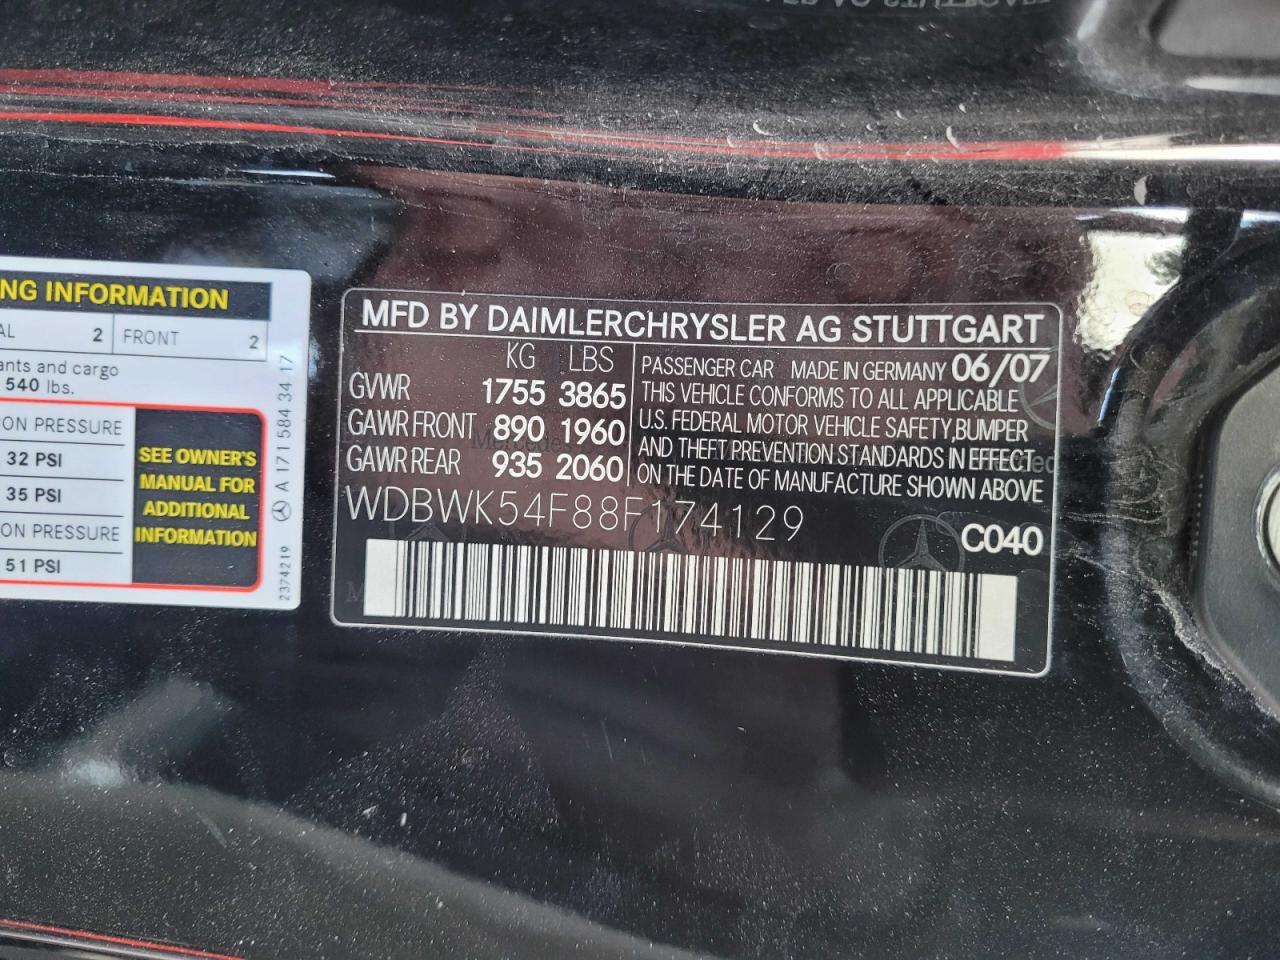 NG INFORMATION
AL 2 FRONT 2
ants and cargo
540 lbs.
ON PRESSURE
32 PSI
35 PSI
ON PRESSURE
51 PSI
SEE OWNER'S
MANUAL FOR
ADDITIONAL
INFORMATION
2374219 A 171 584 34 17
MFD BY DAIMLERCHRYSLER AG STUTTGART
KG LBS
GVWR 1755 3865
GAWR FRONT 890 1960
GAWR REAR 935 2060
PASSENGER CAR MADE IN GERMANY 06/07
THIS VEHICLE CONFORMS TO ALL APPLICABLE
U.S. FEDERAL MOTOR VEHICLE SAFETY,BUMPER
AND THEFT PREVENTION STANDARDS IN EFFECT
ON THE DATE OF MANUFACTURE SHOWN ABOVE
WDBWK54F88F174129
C040